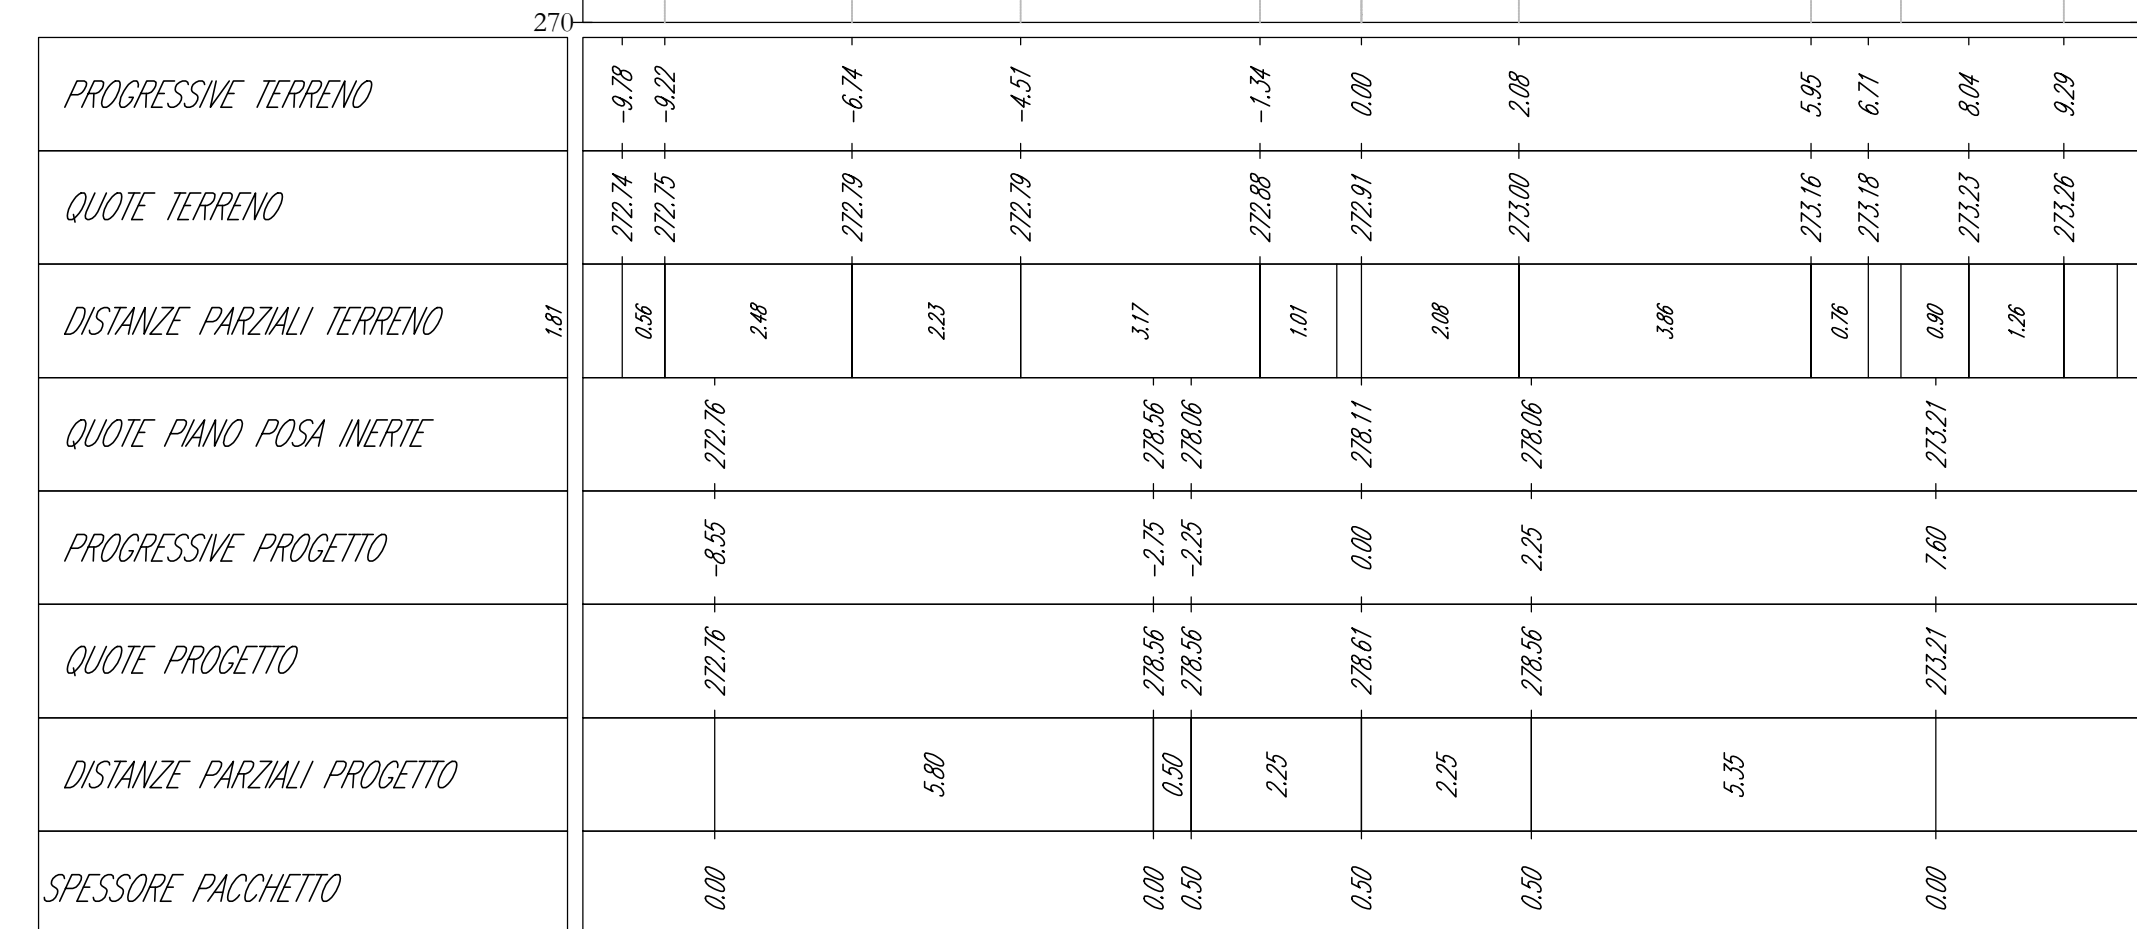 270
PROGRESSIVE TERRENO -9.78 -9.22 -6.74 -4.51 -1.34 0.00 2.08 5.95 6.71 8.04 9.29
QUOTE TERRENO 272.74 272.75 272.79 272.79 272.88 272.91 273.00 273.16 273.18 273.23 273.26
DISTANZE PARZIALI TERRENO 1.81 0.56 2.48 2.23 3.17 1.01 2.08 3.86 0.76 0.90 1.26
QUOTE PIANO POSA INERTE 272.76 278.56 278.06 278.11 278.06 273.21
PROGRESSIVE PROGETTO -8.55 -2.75 -2.25 0.00 2.25 7.60
QUOTE PROGETTO 272.76 278.56 278.56 278.61 278.56 273.21
DISTANZE PARZIALI PROGETTO 5.80 0.50 2.25 2.25 5.35
SPESSORE PACCHETTO 0.00 0.00 0.50 0.50 0.50 0.00